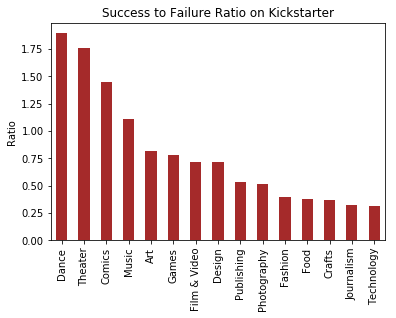 Success to Failure Ratio on Kickstarter
Ratio
1.75
1.50
1.25
1.00
0.75
0.50
0.25
0.00
Dance
Theater
Comics
Music
Art
Games
Film & Video
Design
Publishing
Photography
Fashion
Food
Crafts
Journalism
Technology